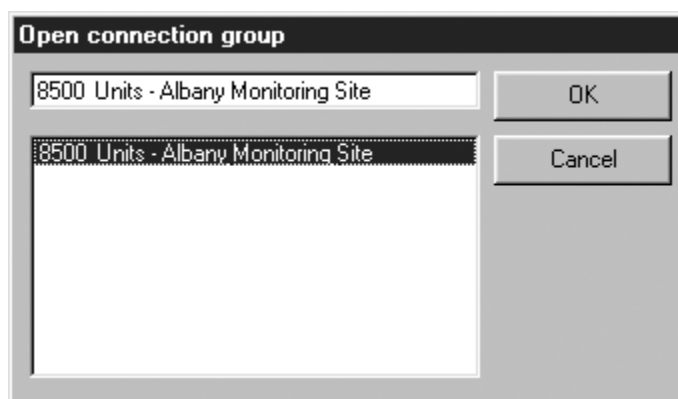 Open connection group
8500 Units - Albany Monitoring Site
OK
8500 Units - Albany Monitoring Site
Cancel